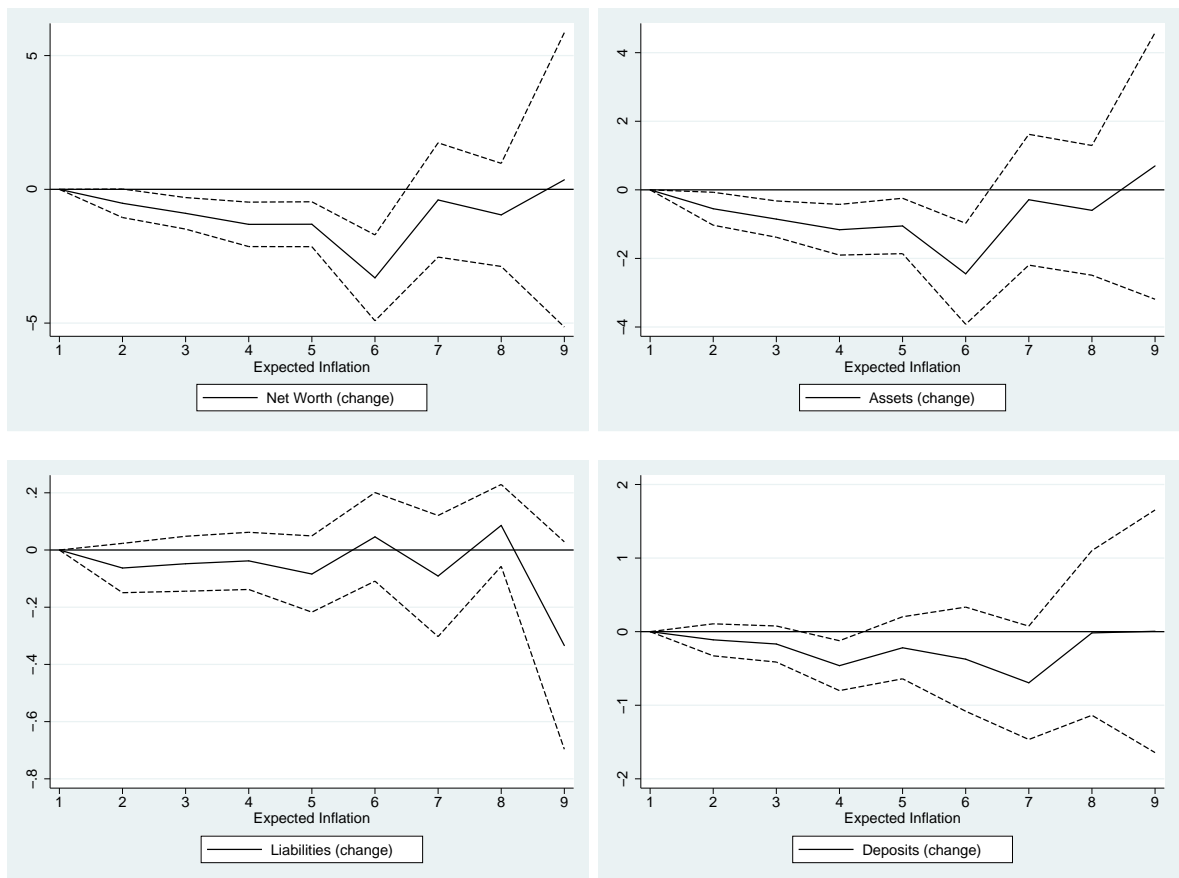 5
0
−5
1 2 3 4 5 6 7 8 9
Expected Inflation
Net Worth (change)
4
2
0
−2
−4
1 2 3 4 5 6 7 8 9
Expected Inflation
Assets (change)
.2
0
−.2
−.4
−.6
−.8
1 2 3 4 5 6 7 8 9
Expected Inflation
Liabilities (change)
2
1
0
−1
−2
1 2 3 4 5 6 7 8 9
Expected Inflation
Deposits (change)